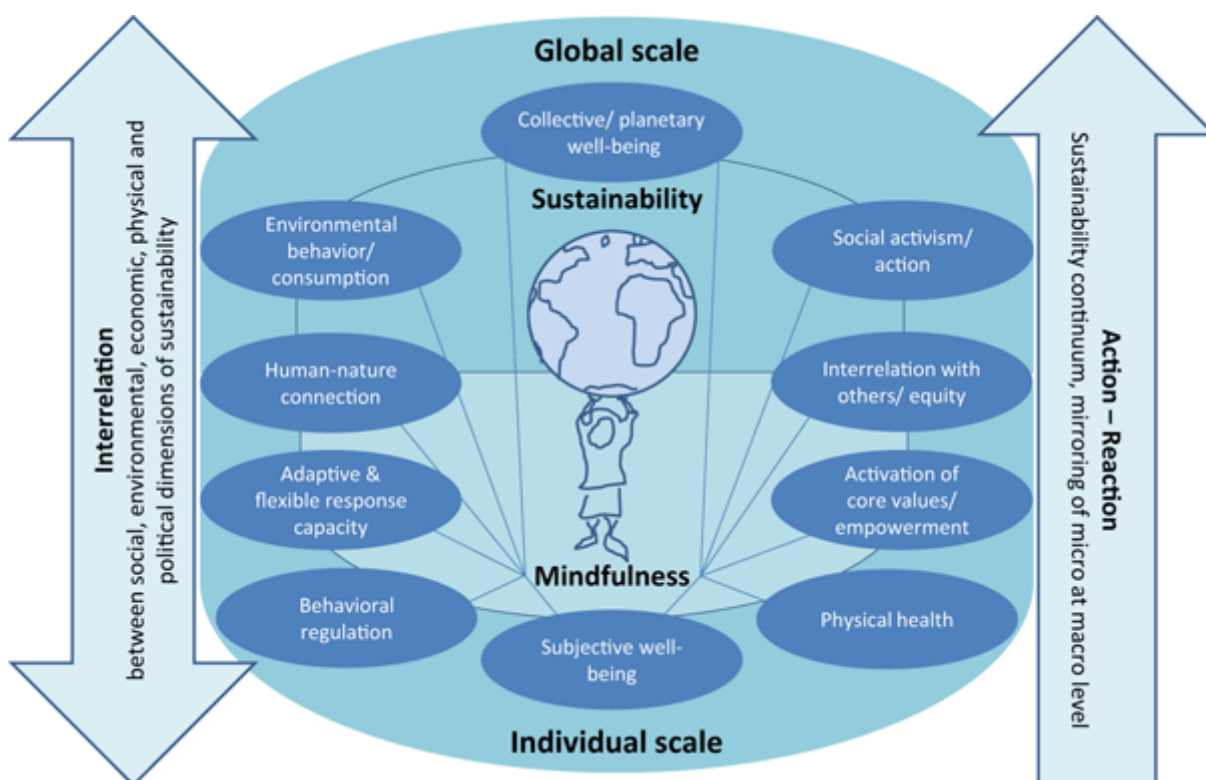 Global scale
Collective/ planetary
well-being
Sustainability
Environmental
behavior/
consumption
Social activism/
action
Human-nature
connection
Interrelation with
others/ equity
Adaptive &
flexible response
capacity
Activation of
core values/
empowerment
Mindfulness
Behavioral
regulation
Physical health
Subjective well-
being
Individual scale
Interrelation
between social, environmental, economic, physical and
political dimensions of sustainability
Action – Reaction
Sustainability continuum, mirroring of micro at macro level